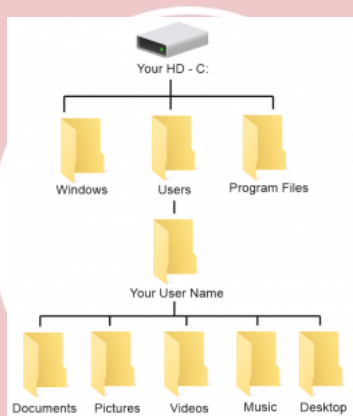 Your HD - C:
Windows Users Program Files
Your User Name
Documents Pictures Videos Music Desktop